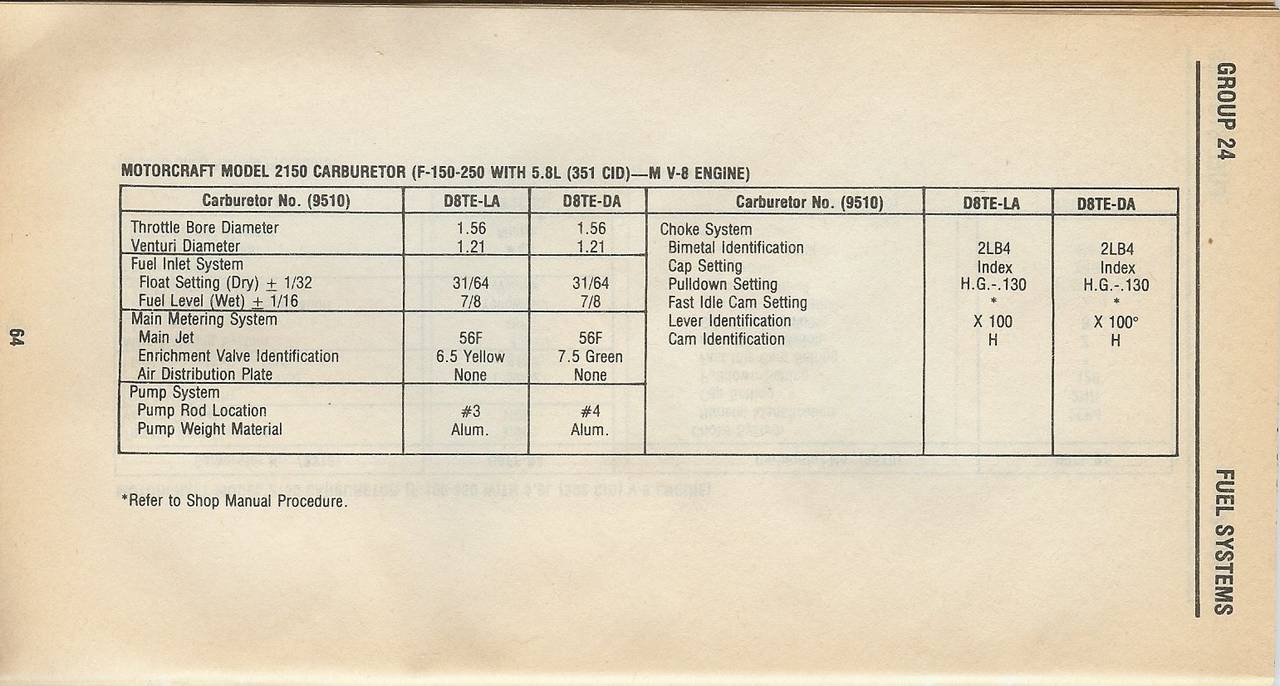 GROUP 24
FUEL SYSTEMS
MOTORCRAFT MODEL 2150 CARBURETOR (F-150-250 WITH 5.8L (351 CID)—M V-8 ENGINE)
Carburetor No. (9510) D8TE-LA D8TE-DA Carburetor No. (9510) D8TE-LA D8TE-DA
Throttle Bore Diameter 1.56 1.56 Choke System
Venturi Diameter 1.21 1.21 Bimetal Identification 2LB4 2LB4
Fuel Inlet System Cap Setting Index Index
Float Setting (Dry) ± 1/32 31/64 31/64 Pulldown Setting H.G.-.130 H.G.-.130
Fuel Level (Wet) ± 1/16 7/8 7/8 Fast Idle Cam Setting * *
Main Metering System Lever Identification X 100 X 100°
Main Jet 56F 56F Cam Identification H H
Enrichment Valve Identification 6.5 Yellow 7.5 Green
Air Distribution Plate None None
Pump System
Pump Rod Location #3 #4
Pump Weight Material Alum. Alum.
*Refer to Shop Manual Procedure.
64